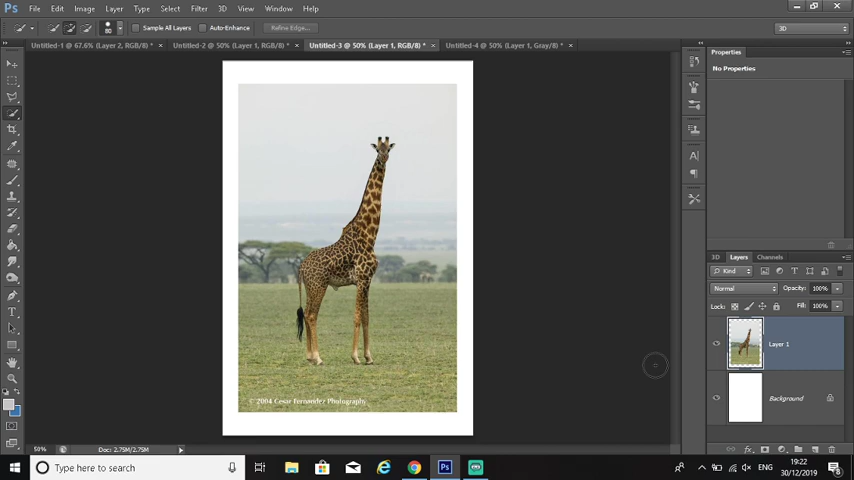 Ps File Edit Image Layer Type Select Filter 3D View Window Help
80 Sample All Layers Auto-Enhance Refine Edge... 3D
Untitled-1 @ 67.6% (Layer 2, RGB/8) * × Untitled-2 @ 50% (Layer 1, RGB/8) * × Untitled-3 @ 50% (Layer 1, RGB/8) * × Untitled-4 @ 50% (Layer 1, Gray/8) * ×
Properties
No Properties
© 2004 Cesar Fernandez Photography
3D Layers Channels
Kind
Normal Opacity: 100%
Lock: Fill: 100%
Layer 1
Background
50% Doc: 2.75M/2.75M
Type here to search
Ps
ENG
19:22
30/12/2019
8